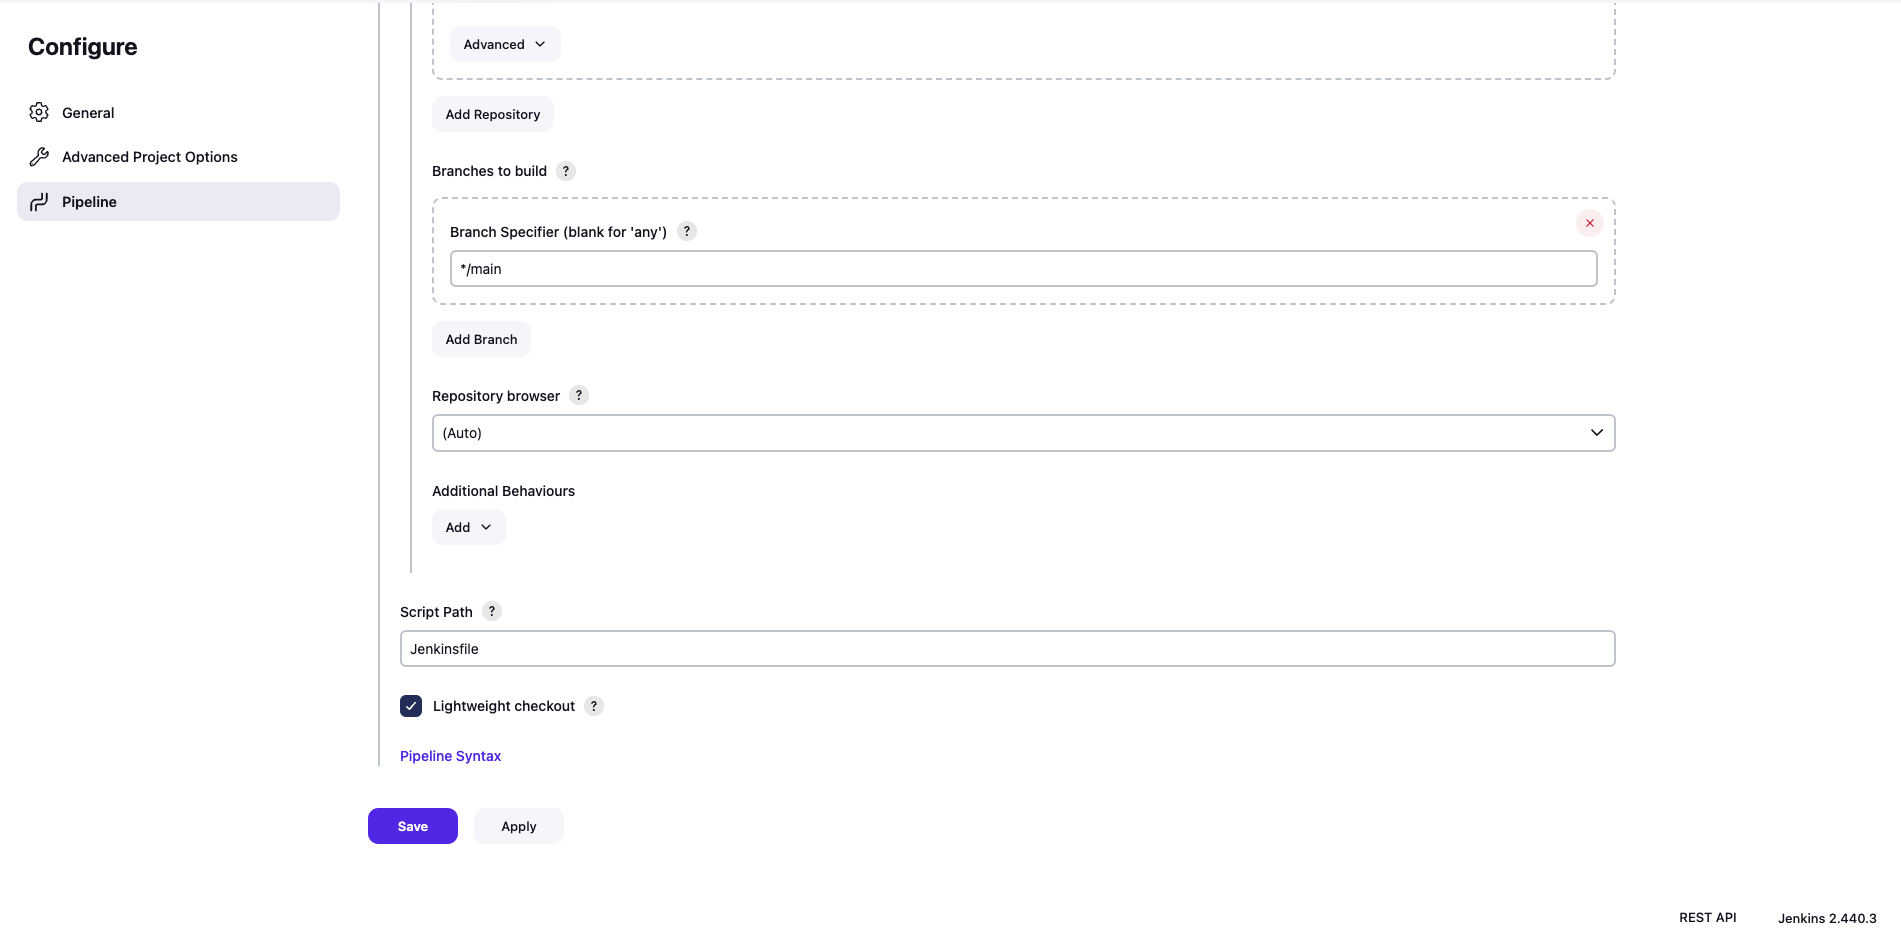 Configure
General
Advanced Project Options
Pipeline
Advanced
Add Repository
Branches to build ?
Branch Specifier (blank for 'any') ?
*/main
Add Branch
Repository browser ?
(Auto)
Additional Behaviours
Add
Script Path ?
Jenkinsfile
Lightweight checkout ?
Pipeline Syntax
Save Apply
REST API Jenkins 2.440.3